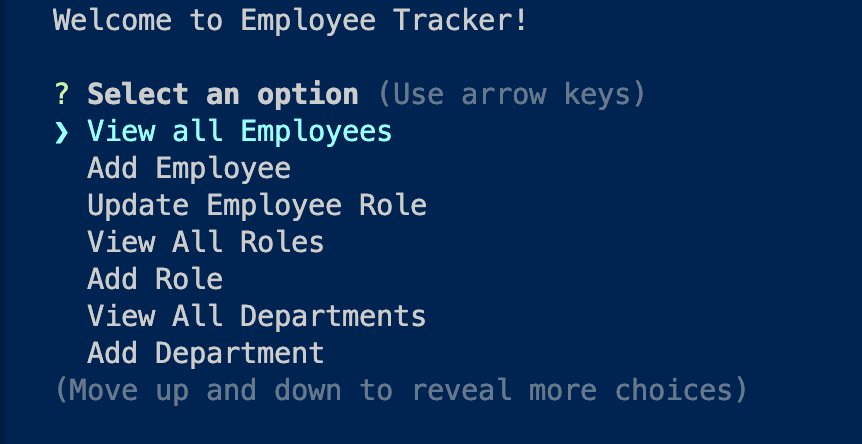 Welcome to Employee Tracker!
? Select an option (Use arrow keys)
❯ View all Employees
Add Employee
Update Employee Role
View All Roles
Add Role
View All Departments
Add Department
(Move up and down to reveal more choices)